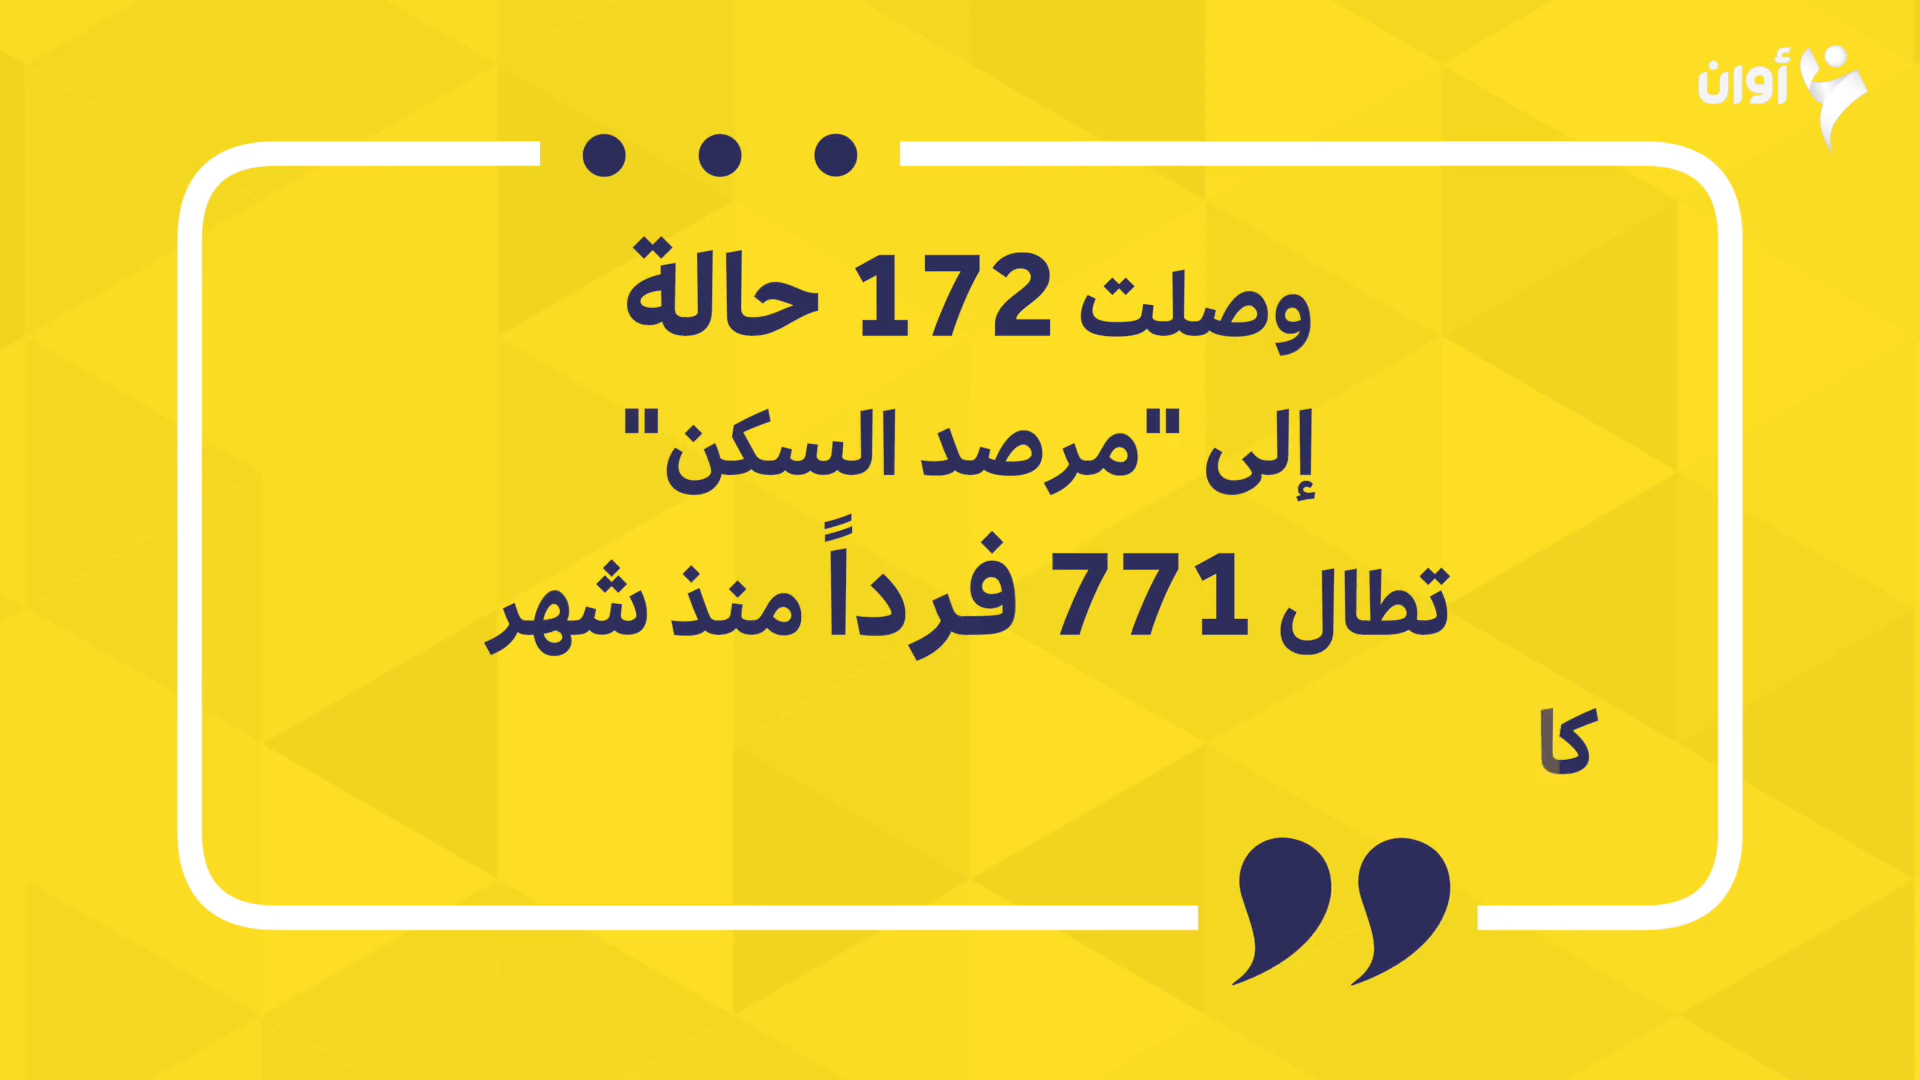 أوان
وصلت 172 حالة
إلى "مرصد السكن"
تطال 771 فرداً منذ شهر
كا